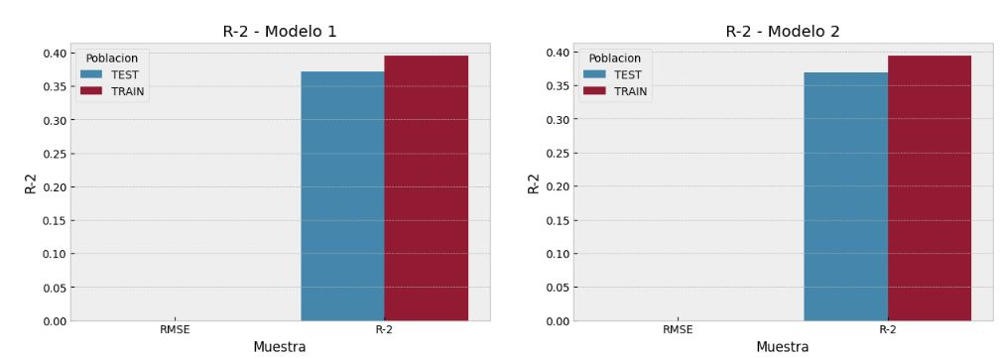 R-2 - Modelo 1
R-2
0.40
0.35
0.30
0.25
0.20
0.15
0.10
0.05
0.00
Poblacion
TEST
TRAIN
RMSE
R-2
Muestra
R-2 - Modelo 2
R-2
0.40
0.35
0.30
0.25
0.20
0.15
0.10
0.05
0.00
Poblacion
TEST
TRAIN
RMSE
R-2
Muestra